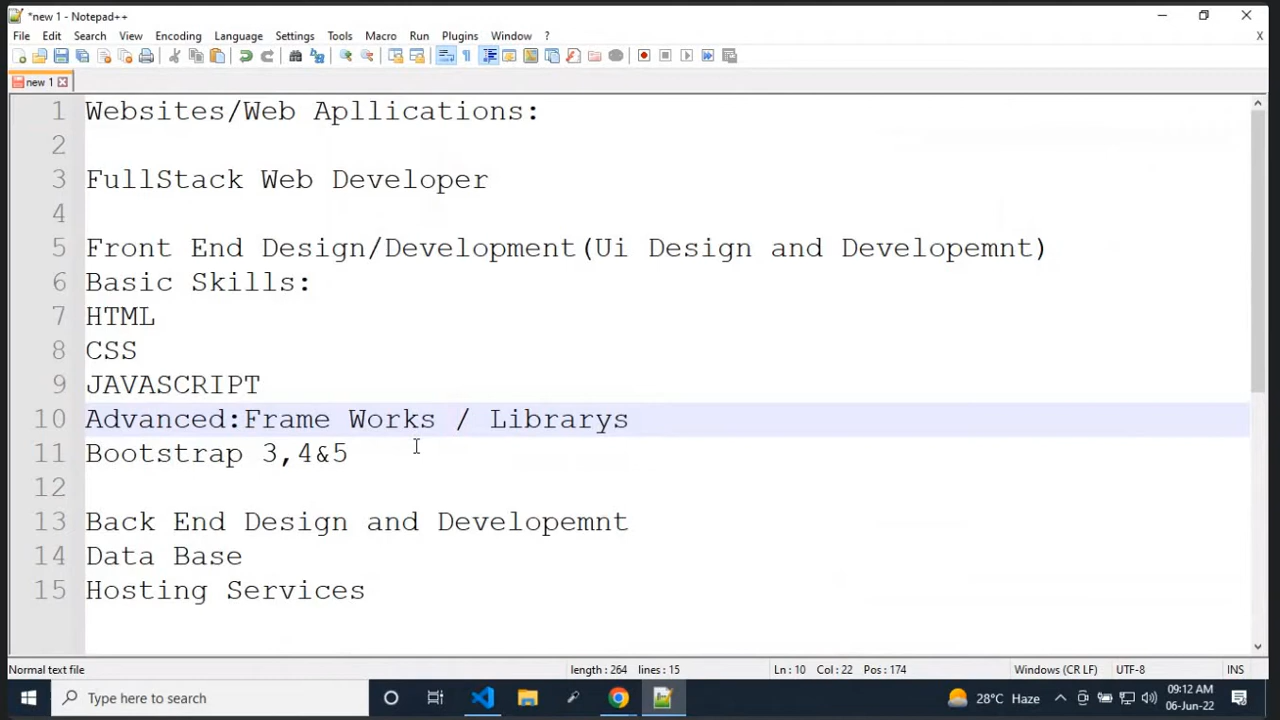 *new 1 - Notepad++
File Edit Search View Encoding Language Settings Tools Macro Run Plugins Window ? X
new 1
1 Websites/Web Apllications:
2
3 FullStack Web Developer
4
5 Front End Design/Development(Ui Design and Developemnt)
6 Basic Skills:
7 HTML
8 CSS
9 JAVASCRIPT
10 Advanced:Frame Works / Librarys
11 Bootstrap 3,4&5
12
13 Back End Design and Developemnt
14 Data Base
15 Hosting Services
Normal text file length : 264 lines : 15 Ln : 10 Col : 22 Pos : 174 Windows (CR LF) UTF-8 INS
Type here to search 28°C Haze 09:12 AM
06-Jun-22